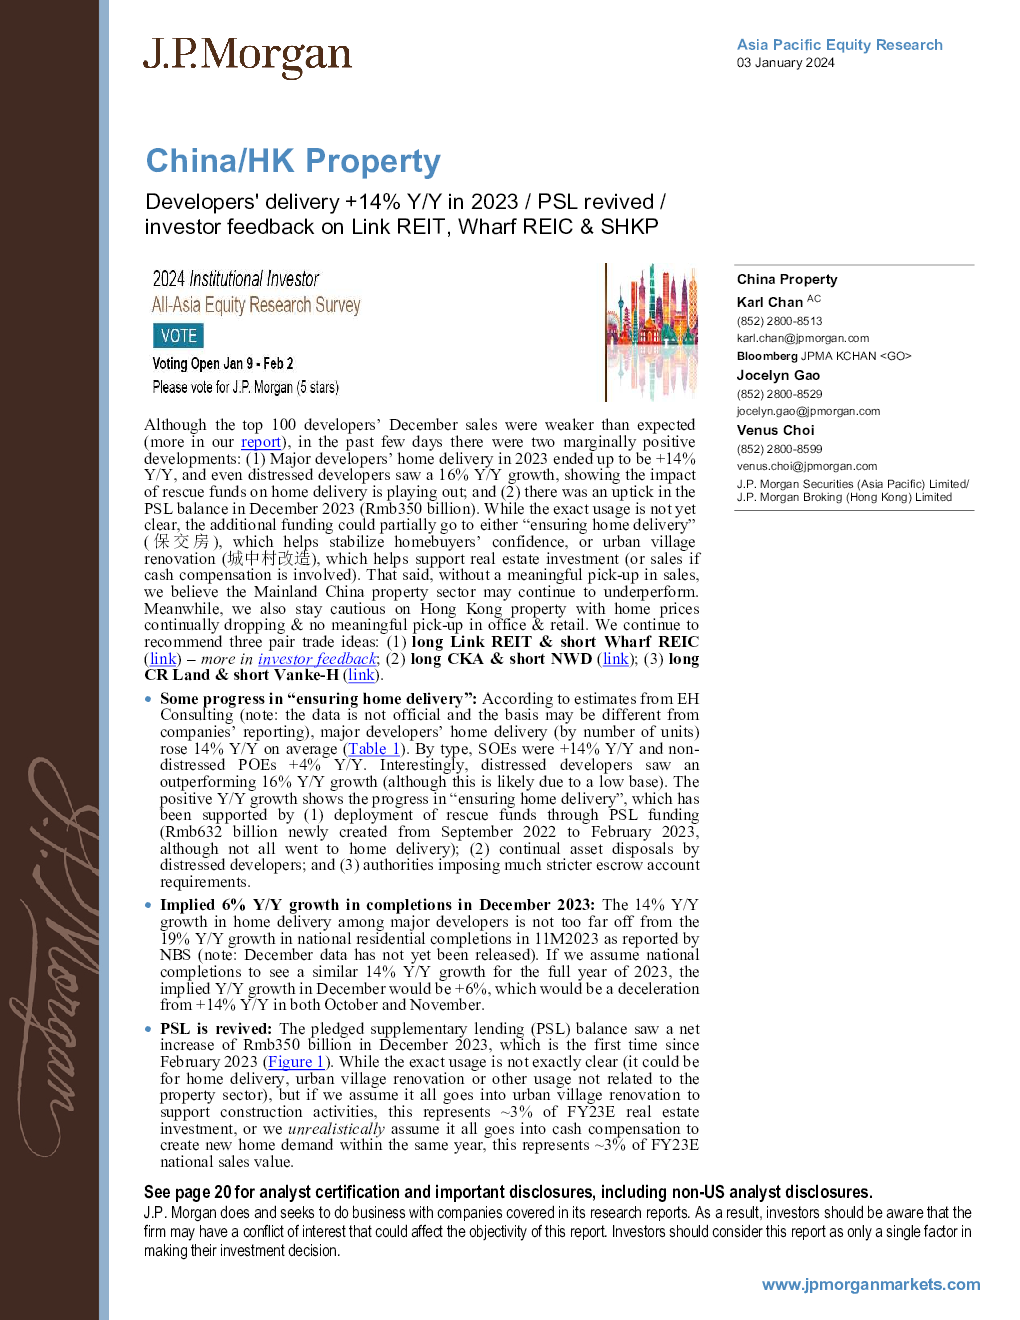 J.P.Morgan
Asia Pacific Equity Research
03 January 2024
China/HK Property
Developers' delivery +14% Y/Y in 2023 / PSL revived /
investor feedback on Link REIT, Wharf REIC & SHKP
2024 Institutional Investor
All-Asia Equity Research Survey
VOTE
Voting Open Jan 9 - Feb 2
Please vote for J.P. Morgan (5 stars)
China Property
Karl Chan AC
(852) 2800-8513
karl.chan@jpmorgan.com
Bloomberg JPMA KCHAN <GO>
Jocelyn Gao
(852) 2800-8529
jocelyn.gao@jpmorgan.com
Venus Choi
(852) 2800-8599
venus.choi@jpmorgan.com
J.P. Morgan Securities (Asia Pacific) Limited/
J.P. Morgan Broking (Hong Kong) Limited
Although the top 100 developers’ December sales were weaker than expected
(more in our report), in the past few days there were two marginally positive
developments: (1) Major developers’ home delivery in 2023 ended up to be +14%
Y/Y, and even distressed developers saw a 16% Y/Y growth, showing the impact
of rescue funds on home delivery is playing out; and (2) there was an uptick in the
PSL balance in December 2023 (Rmb350 billion). While the exact usage is not yet
clear, the additional funding could partially go to either “ensuring home delivery”
(保交房), which helps stabilize homebuyers’ confidence, or urban village
renovation (城中村改造), which helps support real estate investment (or sales if
cash compensation is involved). That said, without a meaningful pick-up in sales,
we believe the Mainland China property sector may continue to underperform.
Meanwhile, we also stay cautious on Hong Kong property with home prices
continually dropping & no meaningful pick-up in office & retail. We continue to
recommend three pair trade ideas: (1) long Link REIT & short Wharf REIC
(link) – more in investor feedback; (2) long CKA & short NWD (link); (3) long
CR Land & short Vanke-H (link).
• Some progress in “ensuring home delivery”: According to estimates from EH
Consulting (note: the data is not official and the basis may be different from
companies’ reporting), major developers’ home delivery (by number of units)
rose 14% Y/Y on average (Table 1). By type, SOEs were +14% Y/Y and non-
distressed POEs +4% Y/Y. Interestingly, distressed developers saw an
outperforming 16% Y/Y growth (although this is likely due to a low base). The
positive Y/Y growth shows the progress in “ensuring home delivery”, which has
been supported by (1) deployment of rescue funds through PSL funding
(Rmb632 billion newly created from September 2022 to February 2023,
although not all went to home delivery); (2) continual asset disposals by
distressed developers; and (3) authorities imposing much stricter escrow account
requirements.
• Implied 6% Y/Y growth in completions in December 2023: The 14% Y/Y
growth in home delivery among major developers is not too far off from the
19% Y/Y growth in national residential completions in 11M2023 as reported by
NBS (note: December data has not yet been released). If we assume national
completions to see a similar 14% Y/Y growth for the full year of 2023, the
implied Y/Y growth in December would be +6%, which would be a deceleration
from +14% Y/Y in both October and November.
• PSL is revived: The pledged supplementary lending (PSL) balance saw a net
increase of Rmb350 billion in December 2023, which is the first time since
February 2023 (Figure 1). While the exact usage is not exactly clear (it could be
for home delivery, urban village renovation or other usage not related to the
property sector), but if we assume it all goes into urban village renovation to
support construction activities, this represents ~3% of FY23E real estate
investment, or we unrealistically assume it all goes into cash compensation to
create new home demand within the same year, this represents ~3% of FY23E
national sales value.
J.P.Morgan
See page 20 for analyst certification and important disclosures, including non-US analyst disclosures.
J.P. Morgan does and seeks to do business with companies covered in its research reports. As a result, investors should be aware that the
firm may have a conflict of interest that could affect the objectivity of this report. Investors should consider this report as only a single factor in
making their investment decision.
www.jpmorganmarkets.com